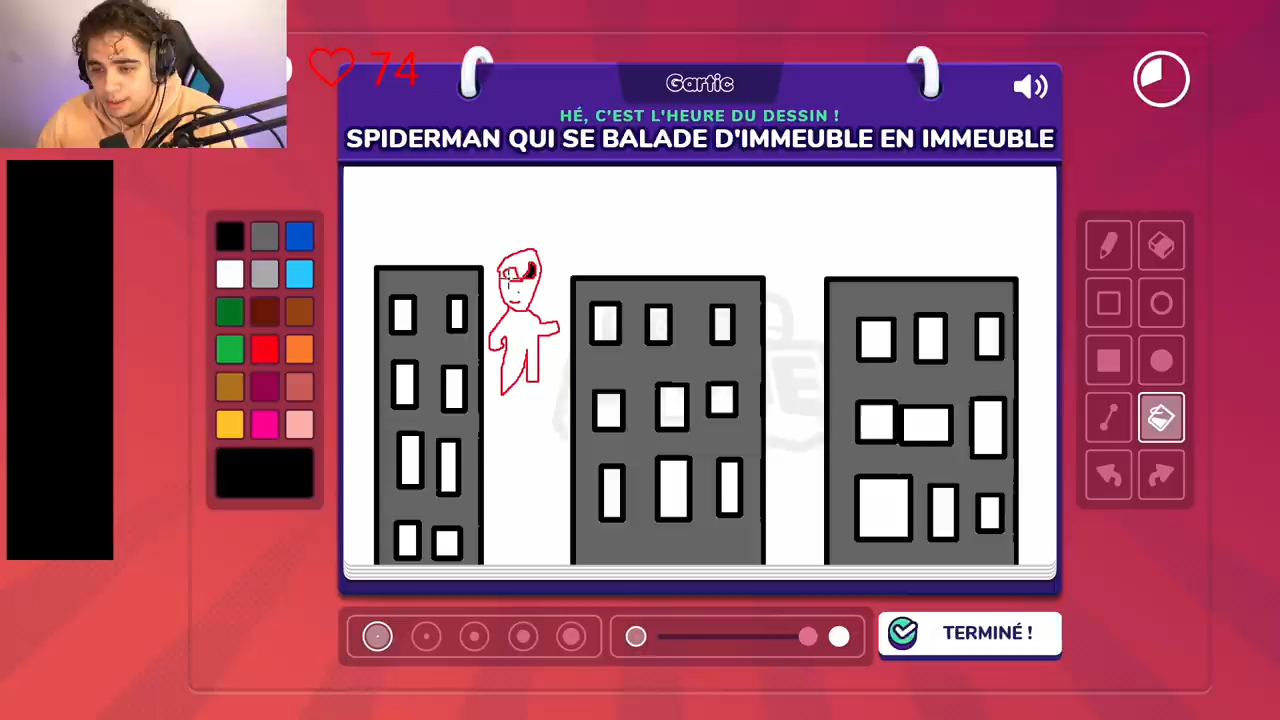 74
Gartic
HÉ, C'EST L'HEURE DU DESSIN !
SPIDERMAN QUI SE BALADE D'IMMEUBLE EN IMMEUBLE
TERMINÉ !